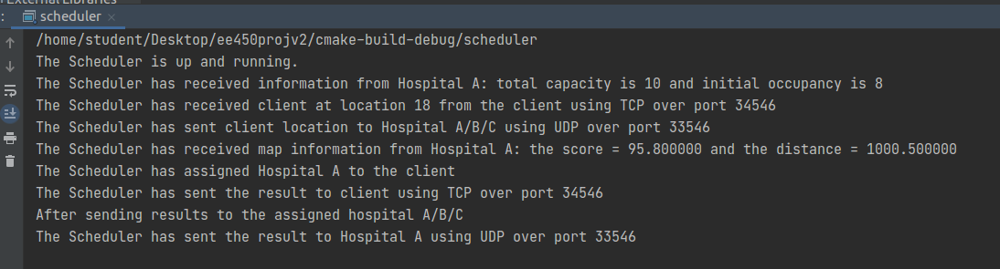 External Libraries
: scheduler ×
/home/student/Desktop/ee450projv2/cmake-build-debug/scheduler
The Scheduler is up and running.
The Scheduler has received information from Hospital A: total capacity is 10 and initial occupancy is 8
The Scheduler has received client at location 18 from the client using TCP over port 34546
The Scheduler has sent client location to Hospital A/B/C using UDP over port 33546
The Scheduler has received map information from Hospital A: the score = 95.800000 and the distance = 1000.500000
The Scheduler has assigned Hospital A to the client
The Scheduler has sent the result to client using TCP over port 34546
After sending results to the assigned hospital A/B/C
The Scheduler has sent the result to Hospital A using UDP over port 33546